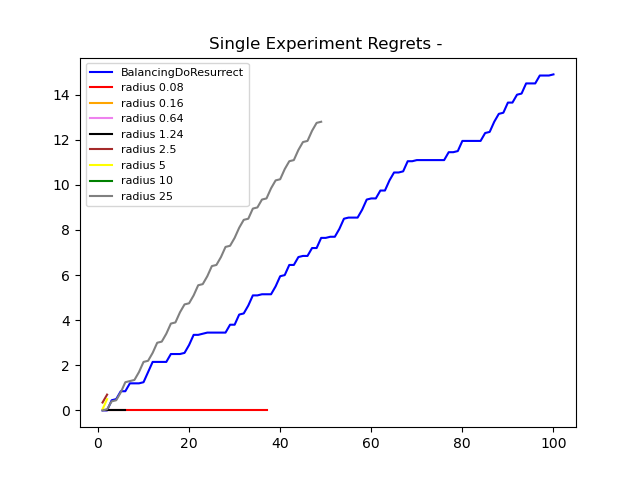 Single Experiment Regrets -
BalancingDoResurrect
radius 0.08
radius 0.16
radius 0.64
radius 1.24
radius 2.5
radius 5
radius 10
radius 25
14
12
10
8
6
4
2
0
0 20 40 60 80 100